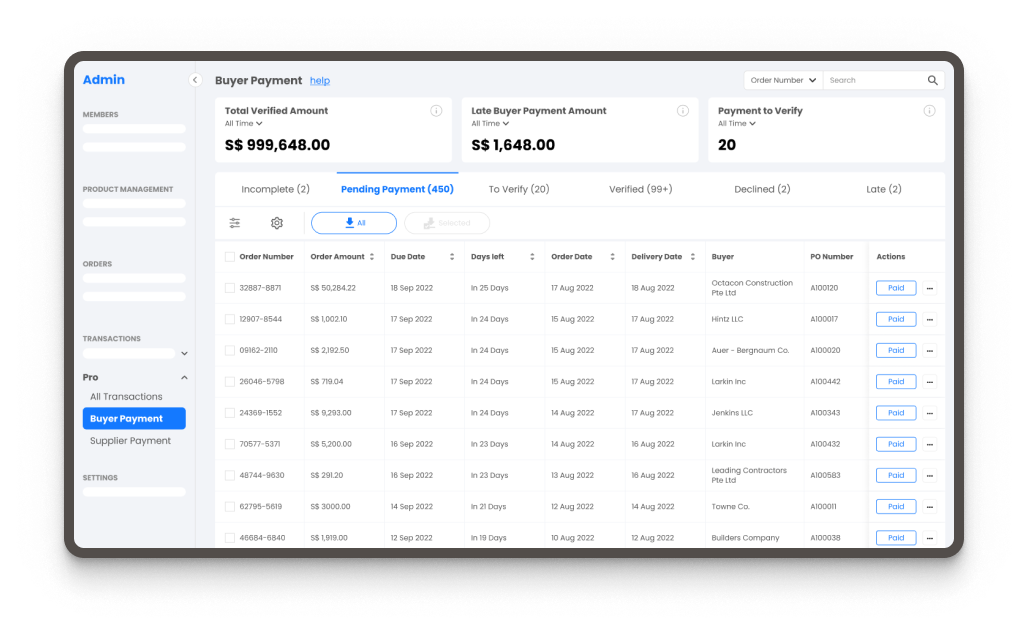 Admin
MEMBERS
PRODUCT MANAGEMENT
ORDERS
TRANSACTIONS
Pro
All Transactions
Buyer Payment
Supplier Payment
SETTINGS
Buyer Payment help
Order Number Search
Total Verified Amount
All Time
S$ 999,648.00
Late Buyer Payment Amount
All Time
S$ 1,648.00
Payment to Verify
All Time
20
Incomplete (2) Pending Payment (450) To Verify (20) Verified (99+) Declined (2) Late (2)
All Selected
Order Number Order Amount Due Date Days left Order Date Delivery Date Buyer PO Number Actions
32887-8871 S$ 50,284.22 18 Sep 2022 In 25 Days 17 Aug 2022 18 Aug 2022 Octacon Construction Pte Ltd A100120 Paid
12907-8544 S$ 1,002.10 17 Sep 2022 In 24 Days 15 Aug 2022 17 Aug 2022 Hintz LLC A100017 Paid
09162-2110 S$ 2,192.50 17 Sep 2022 In 24 Days 15 Aug 2022 17 Aug 2022 Auer - Bergnaum Co. A100020 Paid
26046-5798 S$ 719.04 17 Sep 2022 In 24 Days 15 Aug 2022 17 Aug 2022 Larkin Inc A100442 Paid
24369-1552 S$ 9,293.00 17 Sep 2022 In 24 Days 14 Aug 2022 17 Aug 2022 Jenkins LLC A100343 Paid
70577-5371 S$ 5,200.00 16 Sep 2022 In 23 Days 14 Aug 2022 16 Aug 2022 Larkin Inc A100432 Paid
48744-9630 S$ 291.20 16 Sep 2022 In 23 Days 13 Aug 2022 16 Aug 2022 Leading Contractors Pte Ltd A100583 Paid
62795-5619 S$ 3000.00 14 Sep 2022 In 21 Days 12 Aug 2022 14 Aug 2022 Towne Co. A100011 Paid
46684-6840 S$ 1,919.00 12 Sep 2022 In 19 Days 10 Aug 2022 12 Aug 2022 Builders Company A100038 Paid